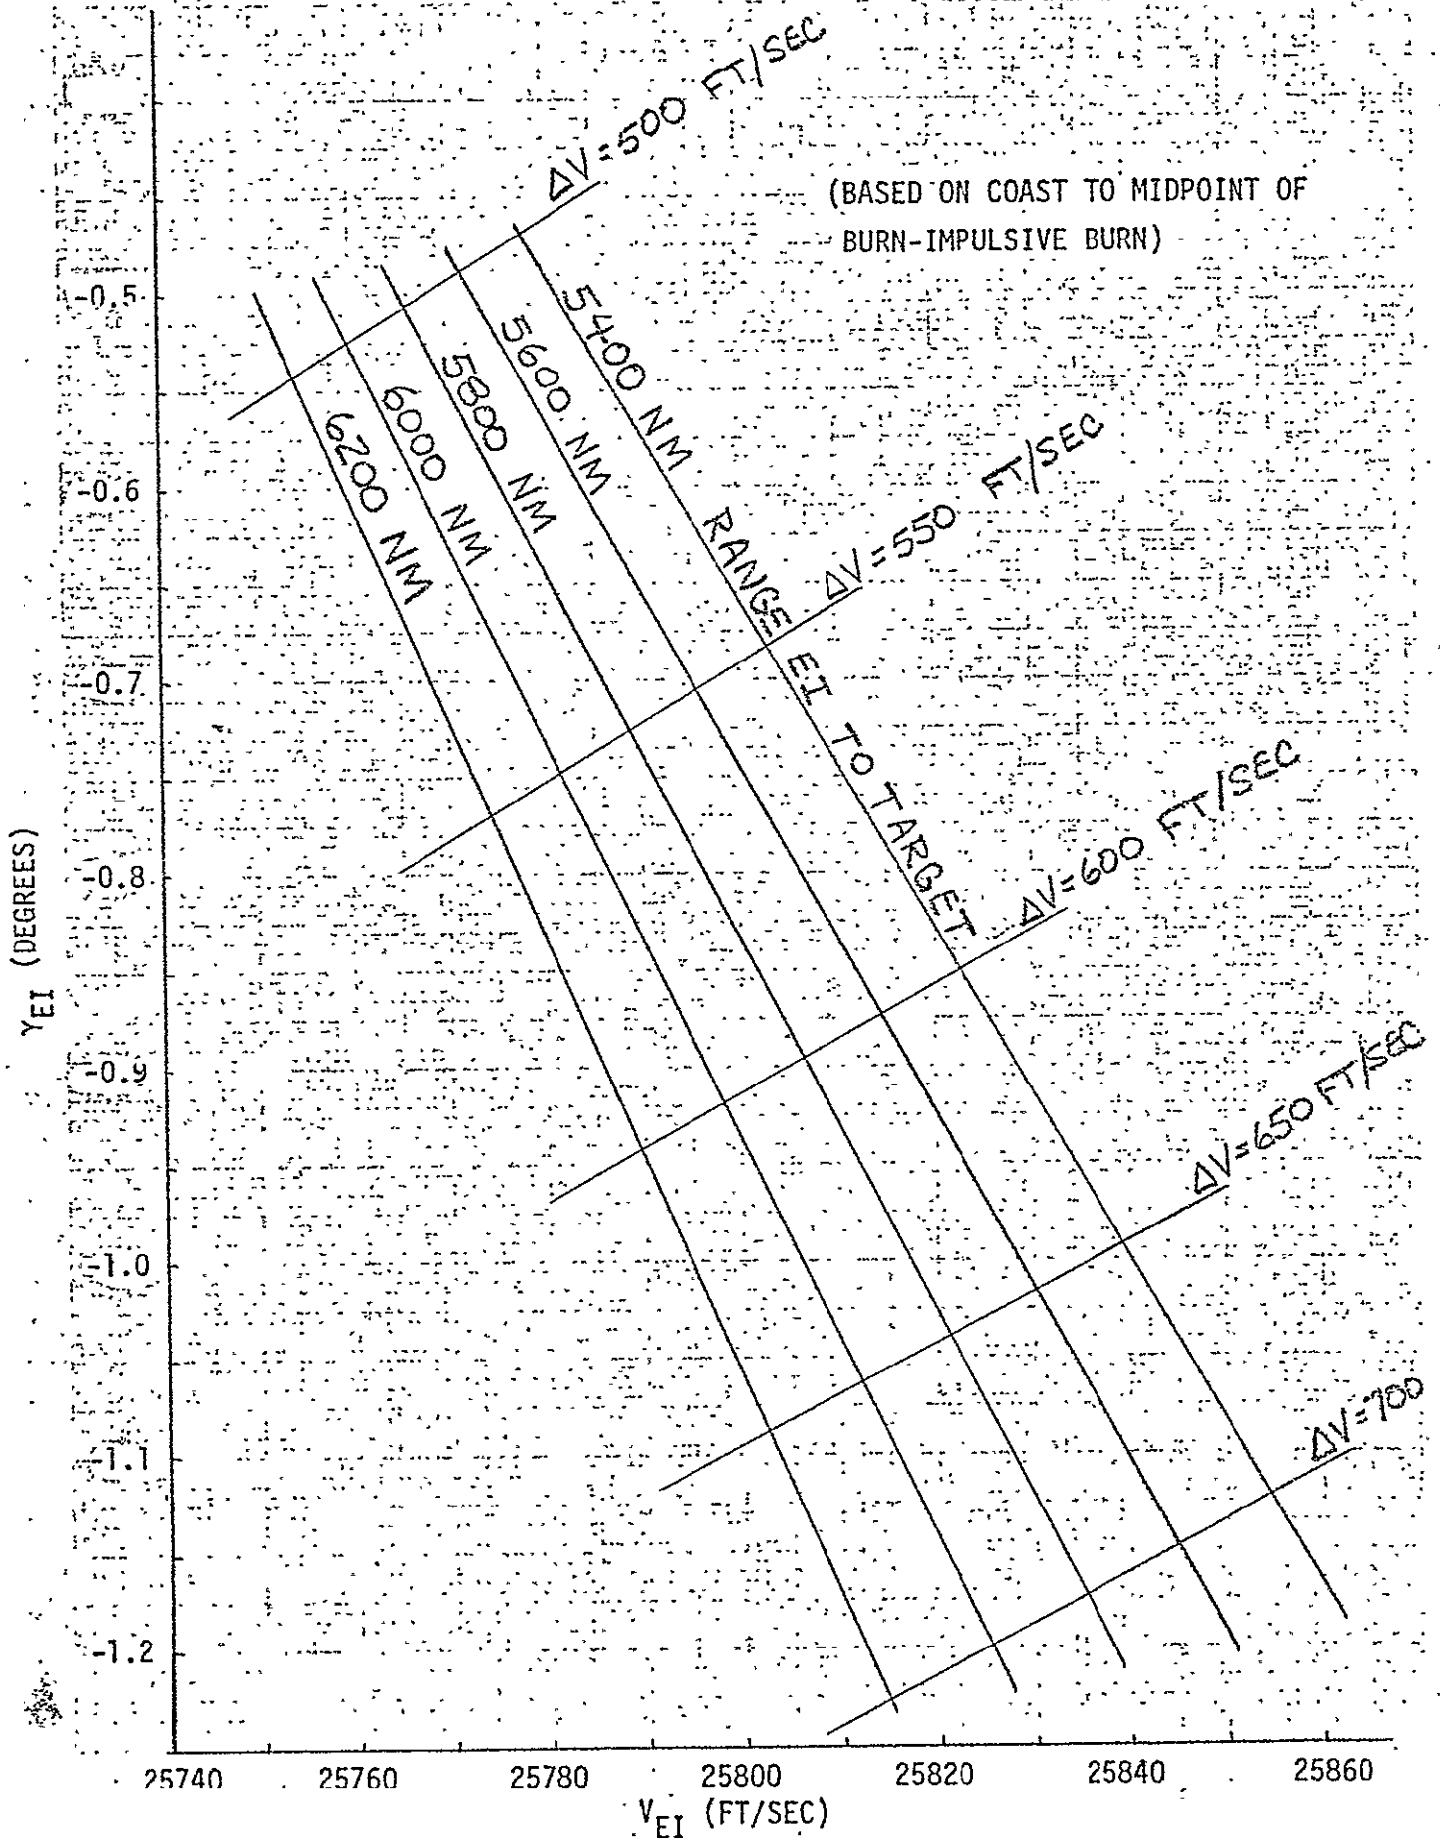 ΔV=500 FT/SEC
(BASED ON COAST TO MIDPOINT OF
BURN-IMPULSIVE BURN)
-0.5
5400 NM RANGE EI TO TARGET
5600 NM
5800 NM
6000 NM
6200 NM
ΔV=550 FT/SEC
-0.6
-0.7
ΔV=600 FT/SEC
-0.8
γEI (DEGREES)
-0.9
ΔV=650 FT/SEC
-1.0
ΔV=700
-1.1
-1.2
25740 25760 25780 25800 25820 25840 25860
VEI (FT/SEC)